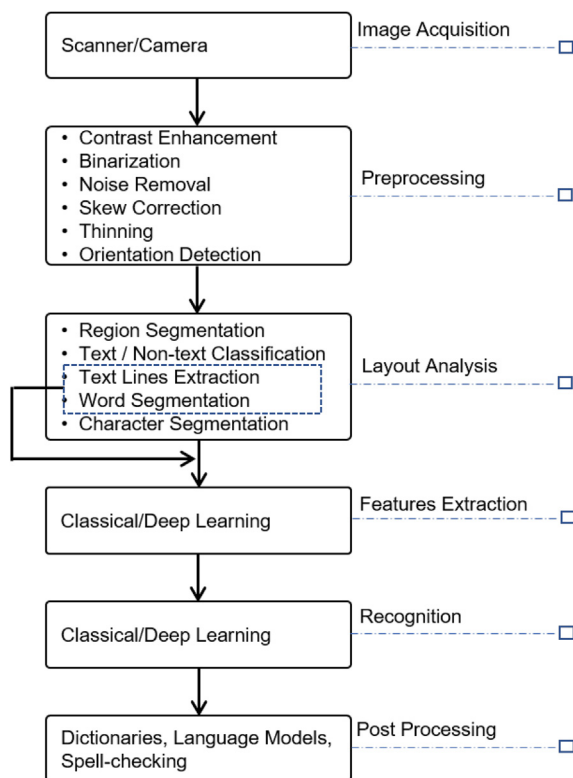 Scanner/Camera
Image Acquisition
• Contrast Enhancement
• Binarization
• Noise Removal
• Skew Correction
• Thinning
• Orientation Detection
Preprocessing
• Region Segmentation
• Text / Non-text Classification
• Text Lines Extraction
• Word Segmentation
• Character Segmentation
Layout Analysis
Classical/Deep Learning
Features Extraction
Classical/Deep Learning
Recognition
Dictionaries, Language Models,
Spell-checking
Post Processing